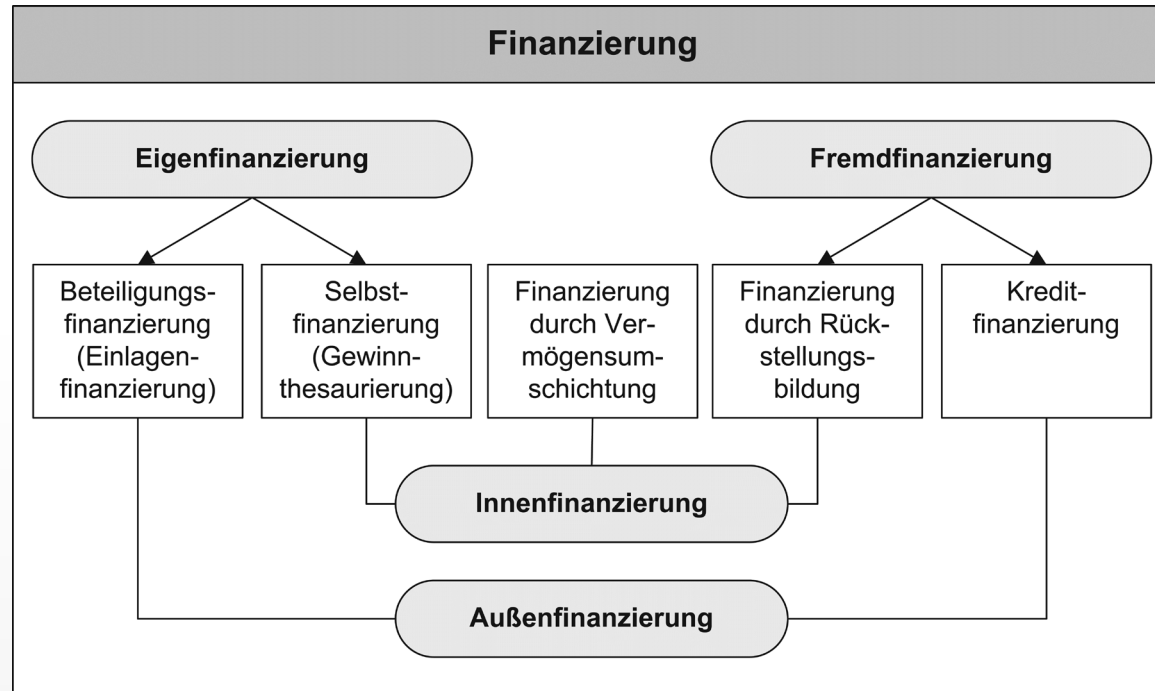 Finanzierung
Eigenfinanzierung
Fremdfinanzierung
Beteiligungs-
finanzierung
(Einlagen-
finanzierung)
Selbst-
finanzierung
(Gewinn-
thesaurierung)
Finanzierung
durch Ver-
mögensum-
schichtung
Finanzierung
durch Rück-
stellungs-
bildung
Kredit-
finanzierung
Innenfinanzierung
Außenfinanzierung